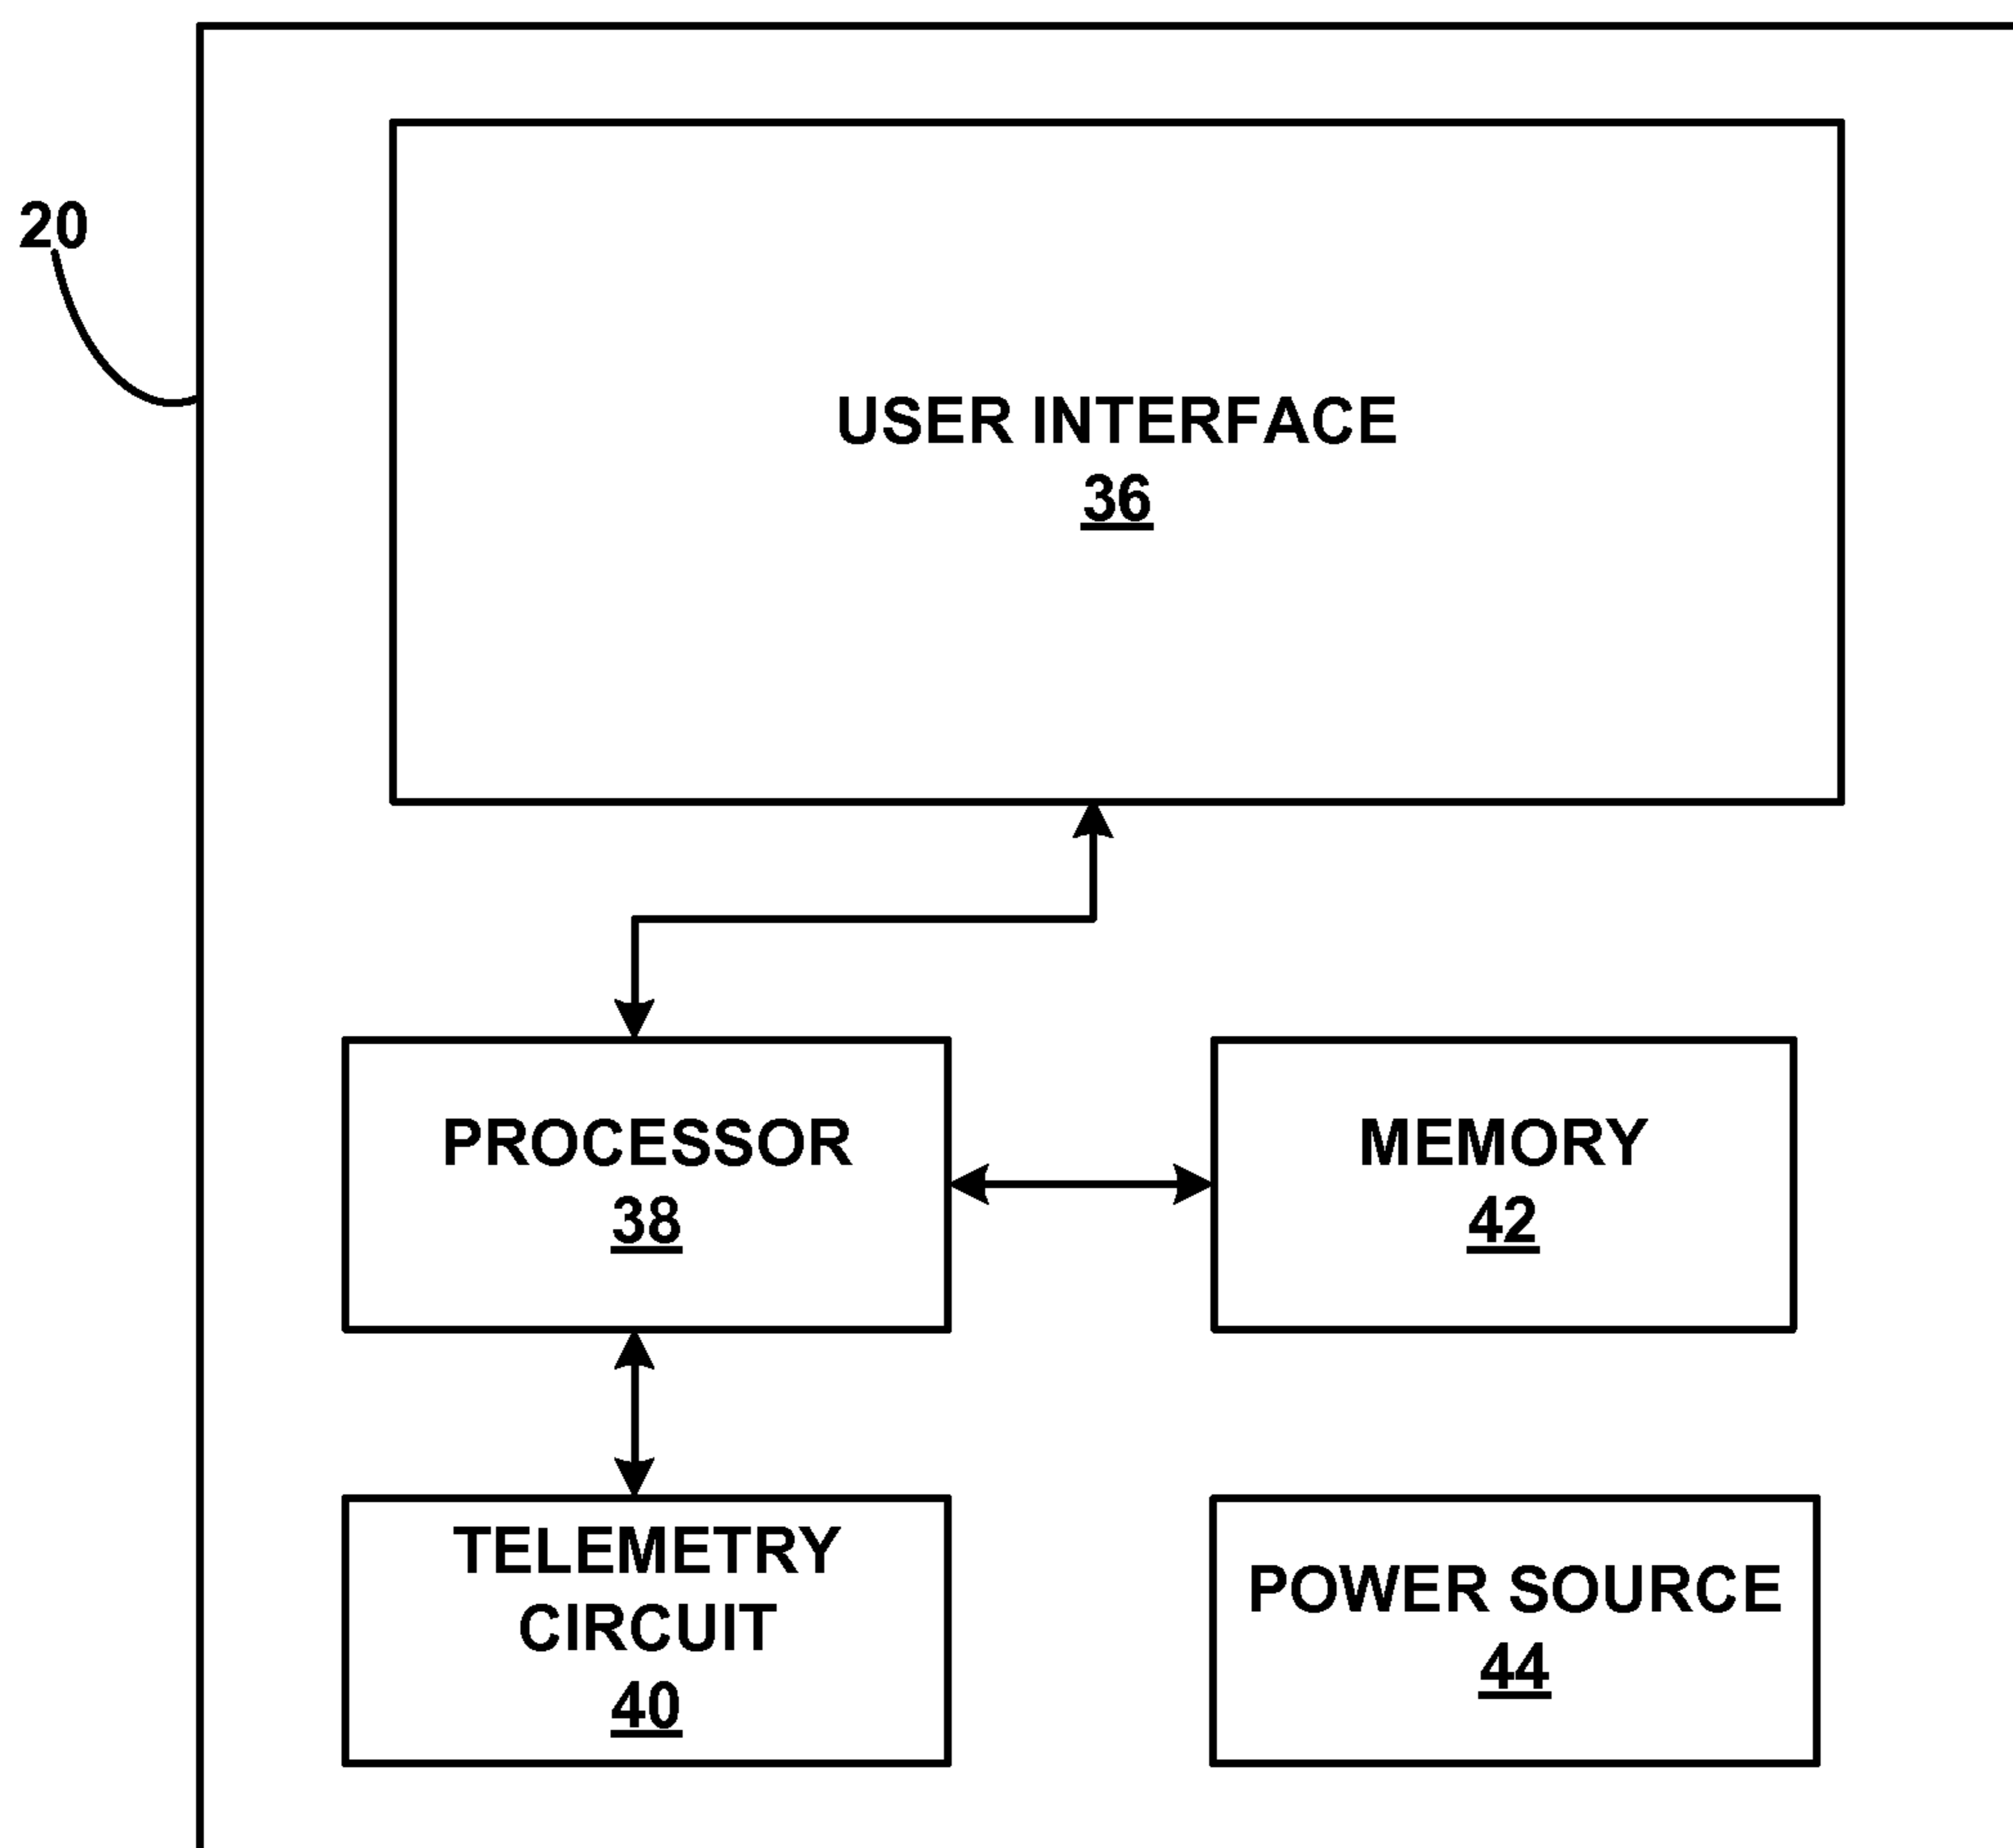 20
USER INTERFACE
36
PROCESSOR
38
MEMORY
42
TELEMETRY
CIRCUIT
40
POWER SOURCE
44